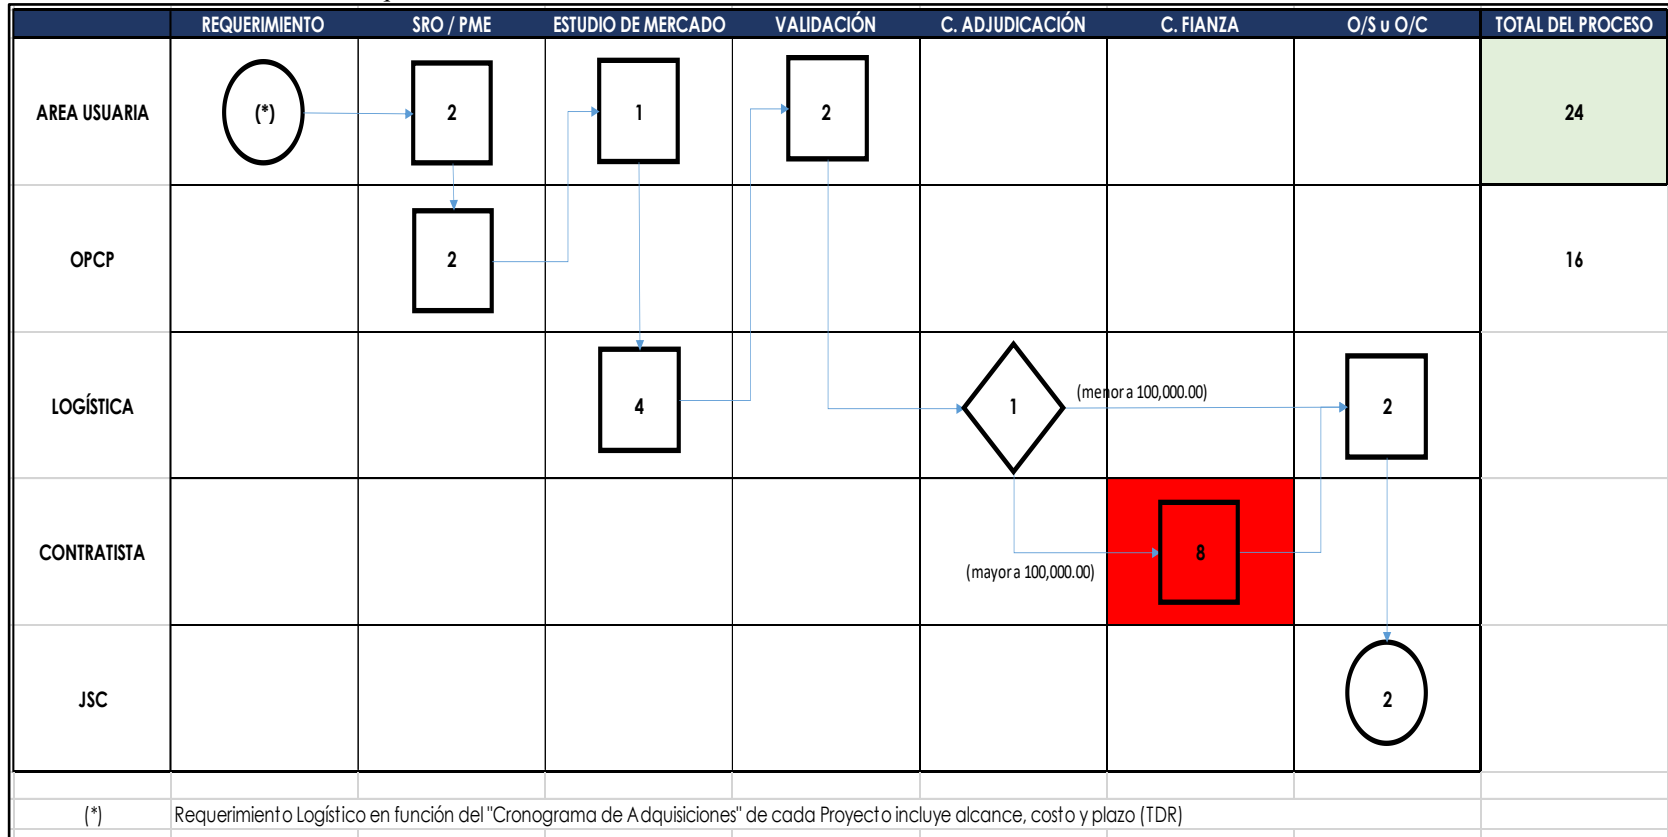 REQUERIMIENTO SRO / PME ESTUDIO DE MERCADO VALIDACIÓN C. ADJUDICACIÓN C. FIANZA O/S u O/C TOTAL DEL PROCESO
AREA USUARIA (*) 2 1 2 24
OPCP 2 16
LOGÍSTICA 4 1 (menor a 100,000.00) 2
CONTRATISTA 8
(mayor a 100,000.00)
JSC 2
(*) Requerimiento Logístico en función del "Cronograma de Adquisiciones" de cada Proyecto incluye alcance, costo y plazo (TDR)